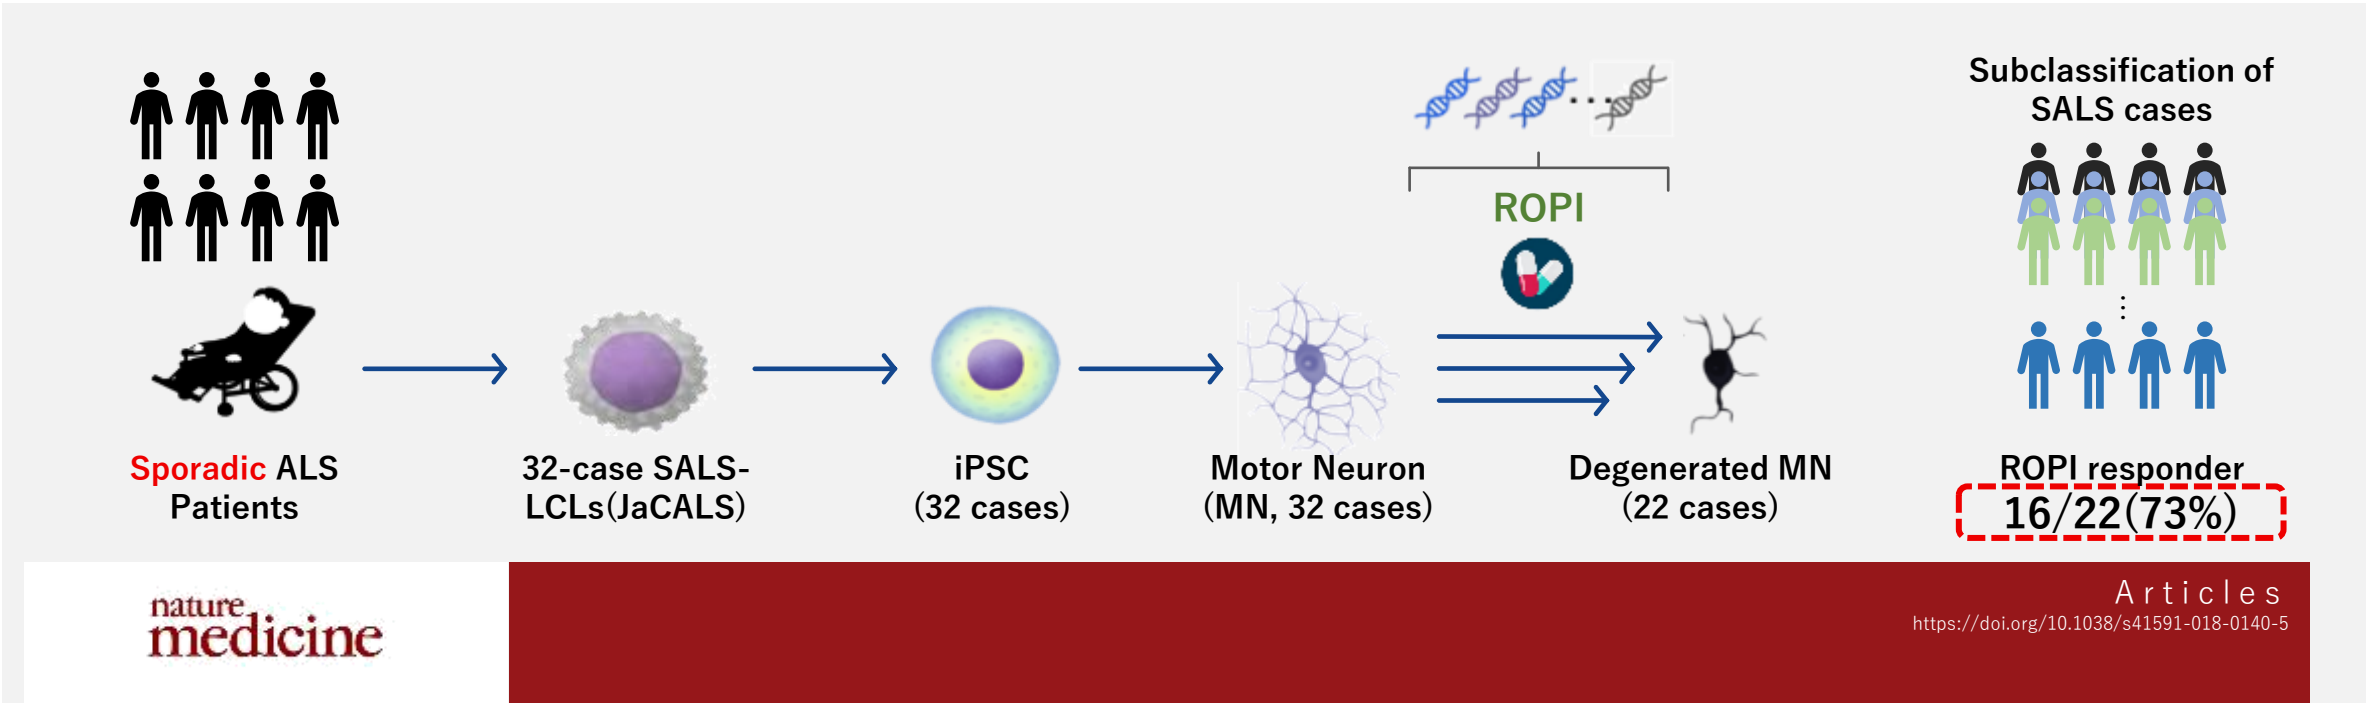 Subclassification of
SALS cases
ROPI
Sporadic ALS
Patients
32-case SALS-
LCLs(JaCALS)
iPSC
(32 cases)
Motor Neuron
(MN, 32 cases)
Degenerated MN
(22 cases)
ROPI responder
16/22(73%)
nature
medicine
Articles
https://doi.org/10.1038/s41591-018-0140-5